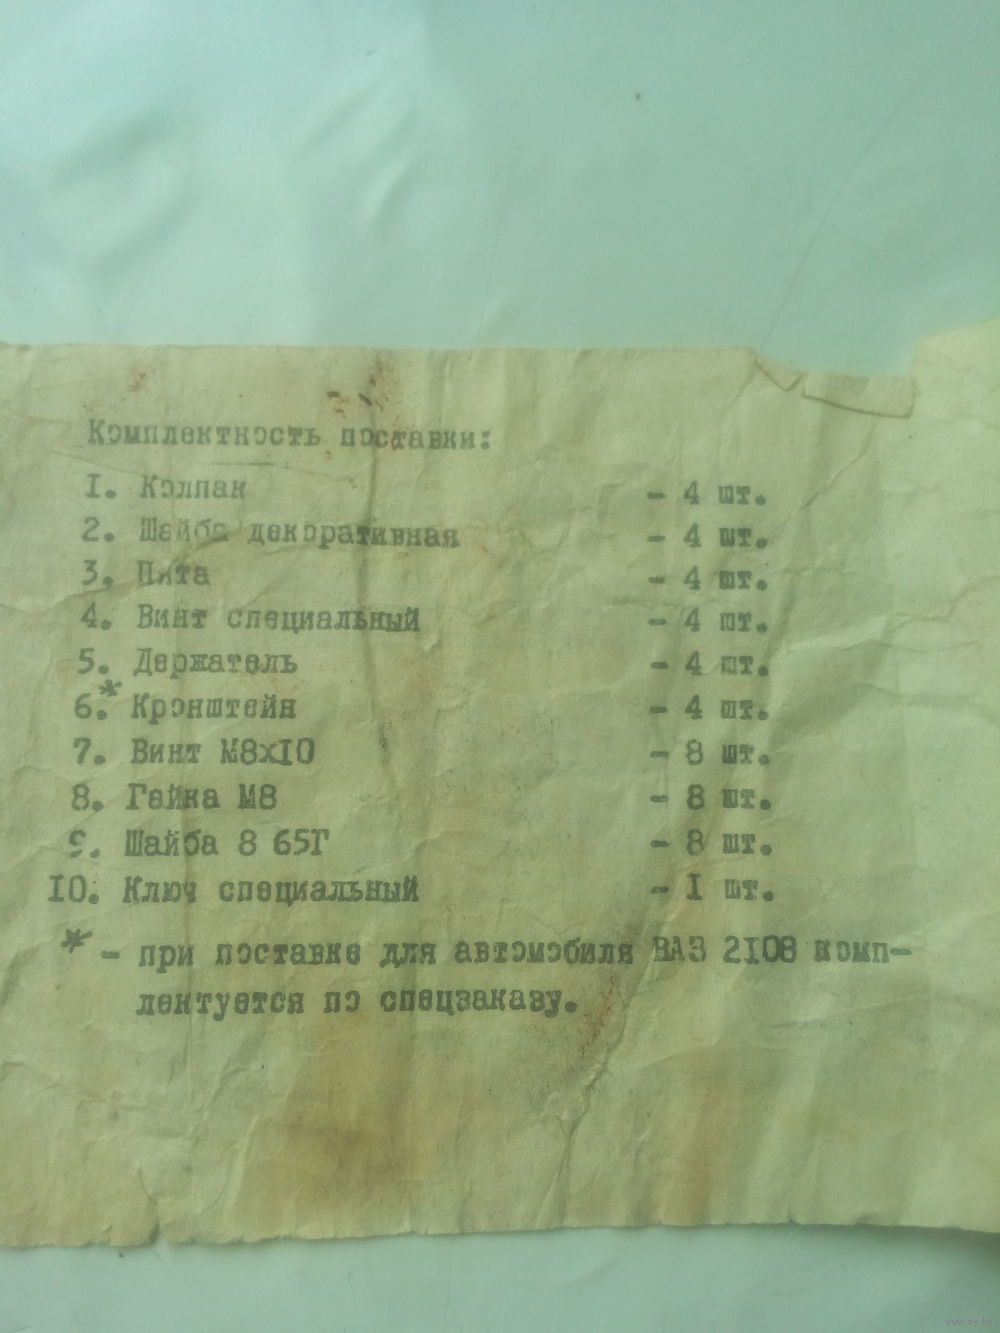 Комплектность поставки:
1. Колпак - 4 шт.
2. Шайба декоративная - 4 шт.
3. Пята - 4 шт.
4. Винт специальный - 4 шт.
5. Держатель - 4 шт.
6.* Кронштейн - 4 шт.
7. Винт М8х10 - 8 шт.
8. Гайка М8 - 8 шт.
9. Шайба 8 65Г - 8 шт.
10. Ключ специальный - 1 шт.
* - при поставке для автомобиля ВАЗ 2108 комп-
лектуется по спецзаказу.
www.ay.by